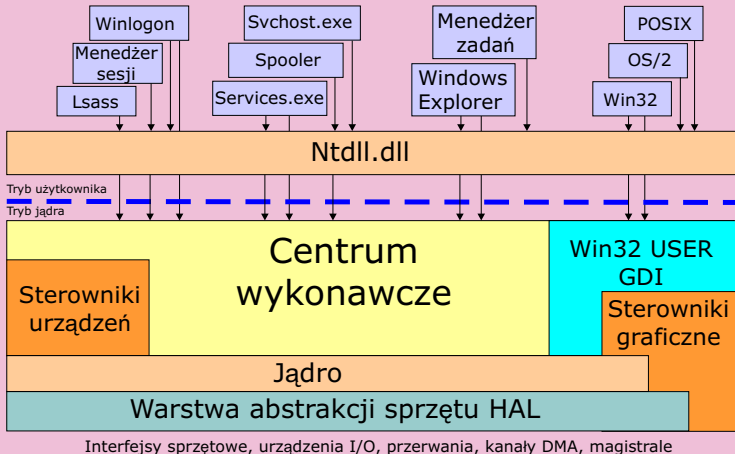 Winlogon
Svchost.exe
Menedżer
zadań
POSIX
Menedżer
sesji
Spooler
OS/2
Lsass
Services.exe
Windows
Explorer
Win32
Ntdll.dll
Tryb użytkownika
Tryb jądra
Centrum
wykonawcze
Win32 USER
GDI
Sterowniki
urządzeń
Sterowniki
graficzne
Jądro
Warstwa abstrakcji sprzętu HAL
Interfejsy sprzętowe, urządzenia I/O, przerwania, kanały DMA, magistrale